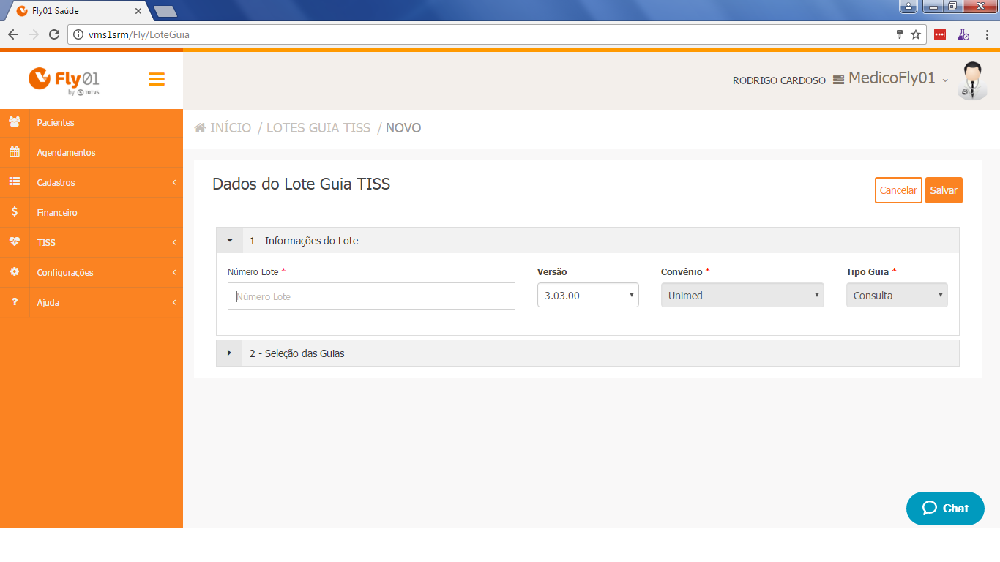 Fly01 Saúde
vms1srm/Fly/LoteGuia
Fly01
by TOTVS
RODRIGO CARDOSO MedicoFly01
Pacientes
Agendamentos
Cadastros
Financeiro
TISS
Configurações
Ajuda
INÍCIO / LOTES GUIA TISS / NOVO
Dados do Lote Guia TISS
Cancelar Salvar
1 - Informações do Lote
Número Lote * Versão Convênio * Tipo Guia *
Número Lote 3.03.00 Unimed Consulta
2 - Seleção das Guias
Chat